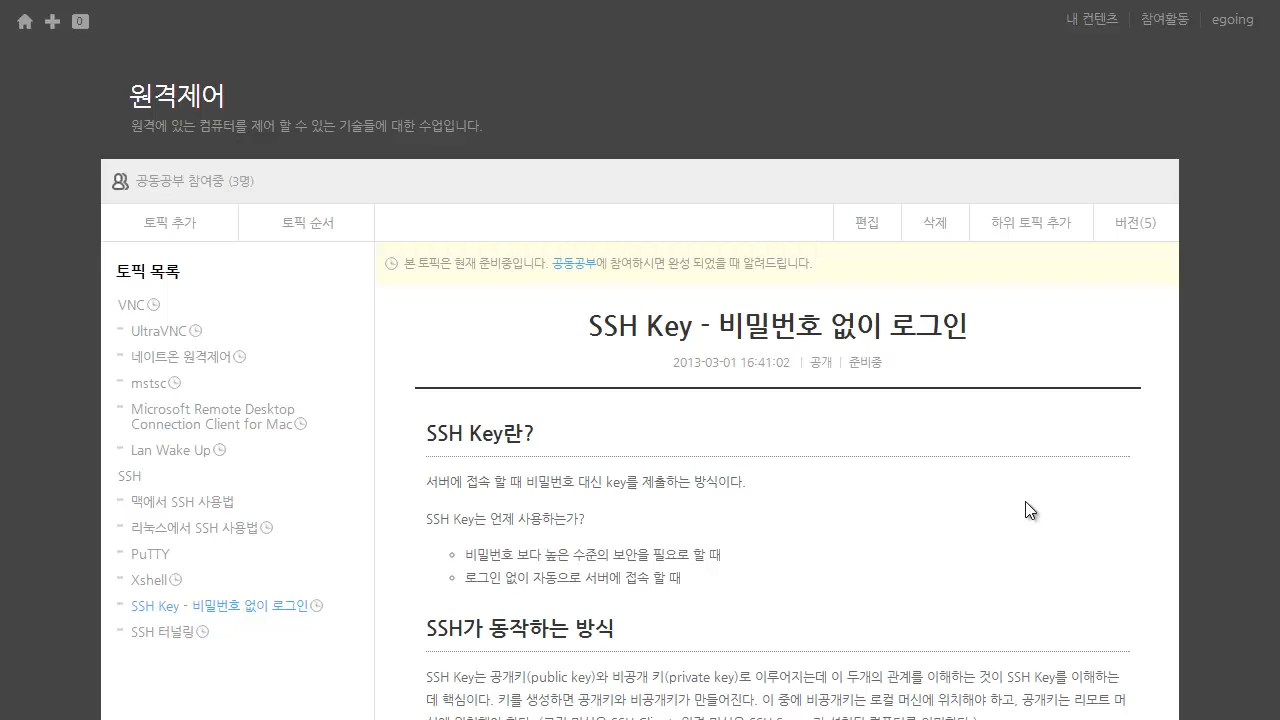 0
내 컨텐츠
참여활동
egoing
원격제어
원격에 있는 컴퓨터를 제어 할 수 있는 기술들에 대한 수업입니다.
공동공부 참여중 (3명)
토픽 추가
토픽 순서
편집
삭제
하위 토픽 추가
버전(5)
토픽 목록
VNC
UltraVNC
네이트온 원격제어
mstsc
Microsoft Remote Desktop
Connection Client for Mac
Lan Wake Up
SSH
맥에서 SSH 사용법
리눅스에서 SSH 사용법
PuTTY
Xshell
SSH Key - 비밀번호 없이 로그인
SSH 터널링
본 토픽은 현재 준비중입니다. 공동공부에 참여하시면 완성 되었을 때 알려드립니다.
SSH Key - 비밀번호 없이 로그인
2013-03-01 16:41:02 | 공개 | 준비중
SSH Key란?
서버에 접속 할 때 비밀번호 대신 key를 제출하는 방식이다.
SSH Key는 언제 사용하는가?
비밀번호 보다 높은 수준의 보안을 필요로 할 때
로그인 없이 자동으로 서버에 접속 할 때
SSH가 동작하는 방식
SSH Key는 공개키(public key)와 비공개 키(private key)로 이루어지는데 이 두개의 관계를 이해하는 것이 SSH Key를 이해하는
데 핵심이다. 키를 생성하면 공개키와 비공개키가 만들어진다. 이 중에 비공개키는 로컬 머신에 위치해야 하고, 공개키는 리모트 머